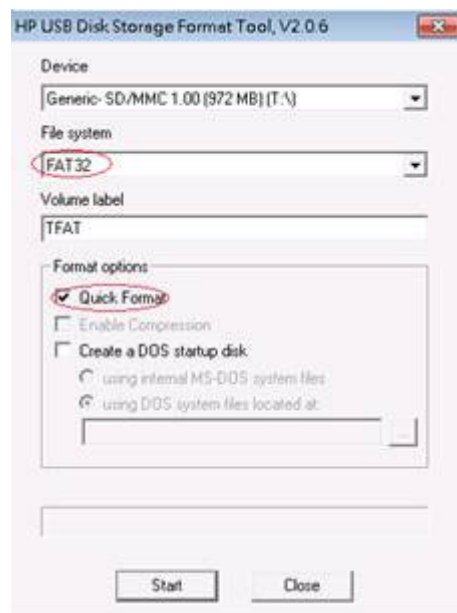 HP USB Disk Storage Format Tool, V2.0.6
Device
Generic- SD/MMC 1.00 (972 MB) (T:\)
File system
FAT32
Volume label
TFAT
Format options
Quick Format
Enable Compression
Create a DOS startup disk
using internal MS-DOS system files
using DOS system files located at:
...
Start
Close